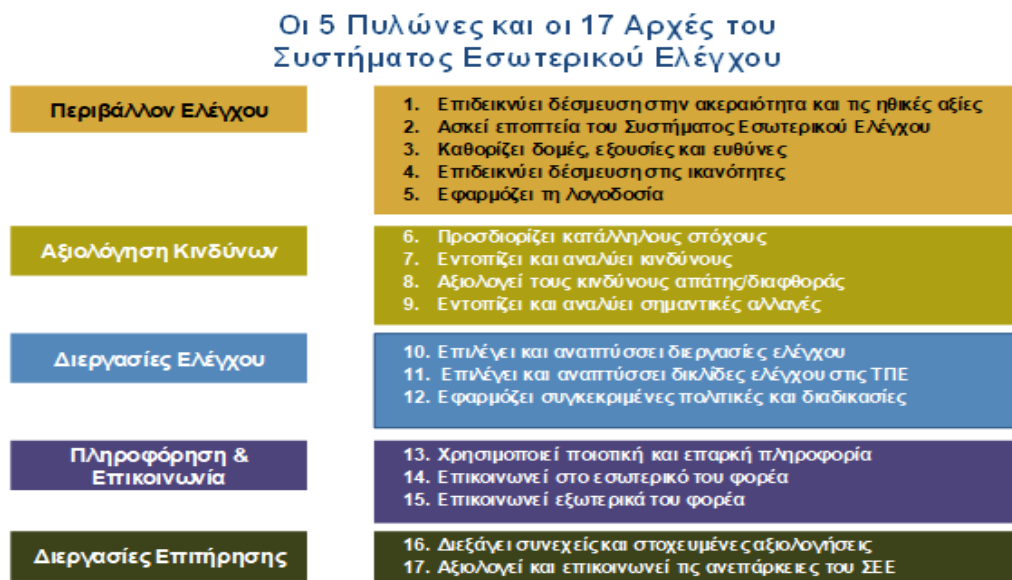 Οι 5 Πυλώνες και οι 17 Αρχές του
Συστήματος Εσωτερικού Ελέγχου
Περιβάλλον Ελέγχου
1. Επιδεικνύει δέσμευση στην ακεραιότητα και τις ηθικές αξίες
2. Ασκεί εποπτεία του Συστήματος Εσωτερικού Ελέγχου
3. Καθορίζει δομές, εξουσίες και ευθύνες
4. Επιδεικνύει δέσμευση στις ικανότητες
5. Εφαρμόζει τη λογοδοσία
Αξιολόγηση Κινδύνων
6. Προσδιορίζει κατάλληλους στόχους
7. Εντοπίζει και αναλύει κινδύνους
8. Αξιολογεί τους κινδύνους απάτης/διαφθοράς
9. Εντοπίζει και αναλύει σημαντικές αλλαγές
Διεργασίες Ελέγχου
10. Επιλέγει και αναπτύσσει διεργασίες ελέγχου
11. Επιλέγει και αναπτύσσει δικλίδες ελέγχου στις ΤΠΕ
12. Εφαρμόζει συγκεκριμένες πολιτικές και διαδικασίες
Πληροφόρηση &
Επικοινωνία
13. Χρησιμοποιεί ποιοτική και επαρκή πληροφορία
14. Επικοινωνεί στο εσωτερικό του φορέα
15. Επικοινωνεί εξωτερικά του φορέα
Διεργασίες Επιτήρησης
16. Διεξάγει συνεχείς και στοχευμένες αξιολογήσεις
17. Αξιολογεί και επικοινωνεί τις ανεπάρκειες του ΣΕΕ